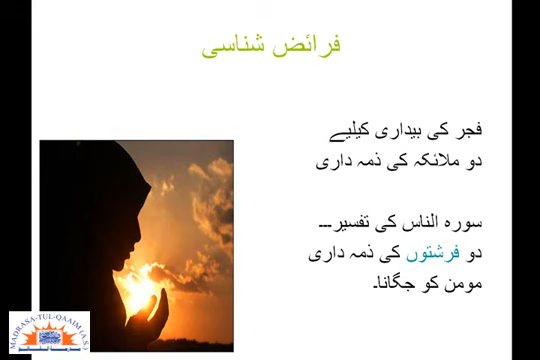 فرائض شناسی
فجر کی بیداری کیلیے
دو ملائکہ کی ذمہ داری
سورہ الناس کی تفسیر---
دو فرشتوں کی ذمہ داری
مومن کو جگانا۔
MADRASA-TUL-QAAIM (A.S.)